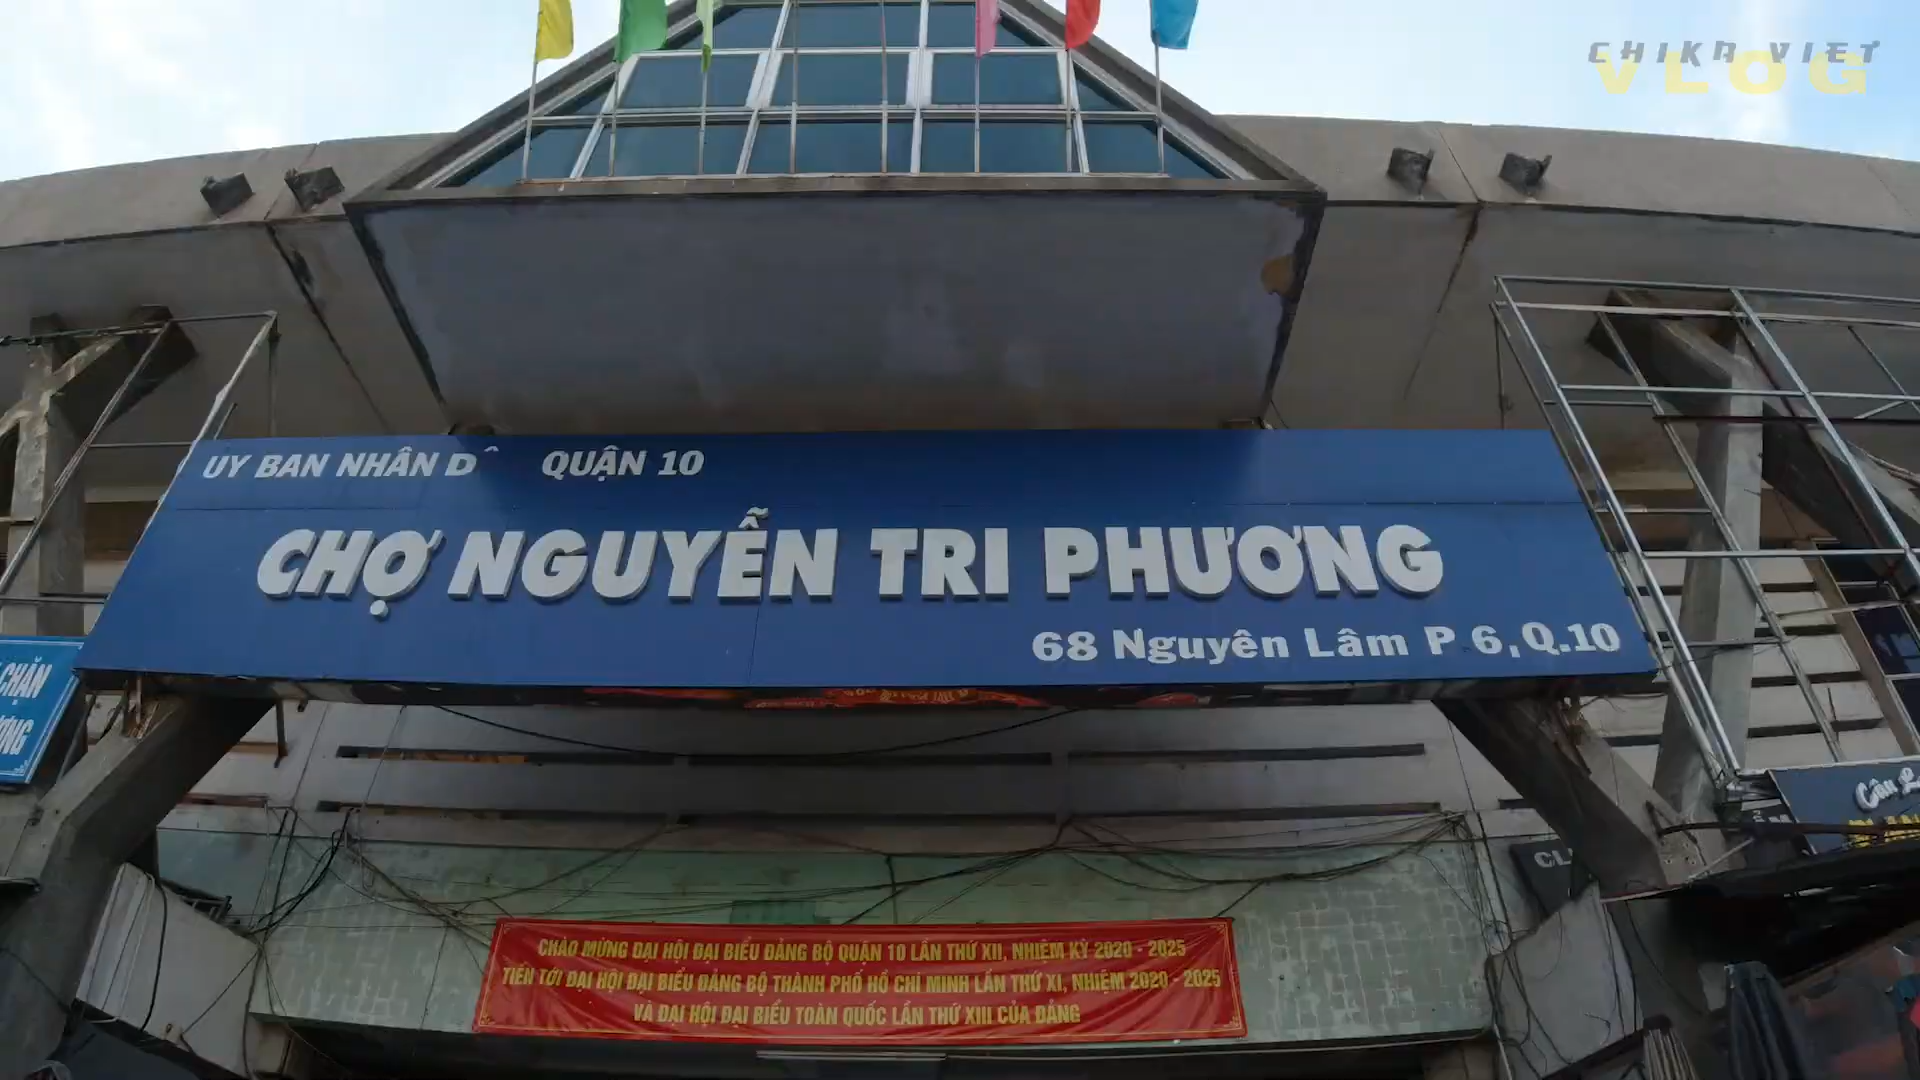 CHIKA VIET
VLOG
UY BAN NHÂN D QUẬN 10
CHỢ NGUYỄN TRI PHƯƠNG
68 Nguyên Lâm P.6, Q.10
CHẶN
CHÀO MỪNG ĐẠI HỘI ĐẠI BIỂU ĐẢNG BỘ QUẬN 10 LẦN THỨ XII, NHIỆM KỲ 2020 - 2025
TIẾN TỚI ĐẠI HỘI ĐẠI BIỂU ĐẢNG BỘ THÀNH PHỐ HỒ CHÍ MINH LẦN THỨ XI, NHIỆM 2020 - 2025
VÀ ĐẠI HỘI ĐẠI BIỂU TOÀN QUỐC LẦN THỨ XIII CỦA ĐẢNG